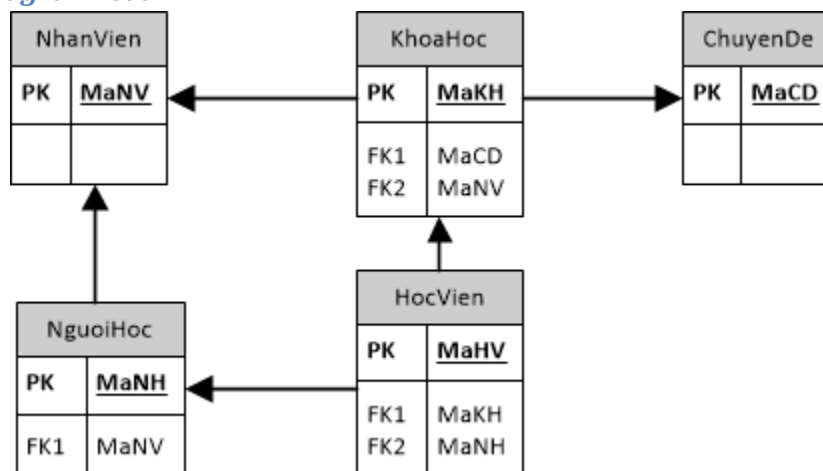 NhanVien
PK MaNV
KhoaHoc
PK MaKH
FK1 MaCD
FK2 MaNV
ChuyenDe
PK MaCD
NguoiHoc
PK MaNH
FK1 MaNV
HocVien
PK MaHV
FK1 MaKH
FK2 MaNH